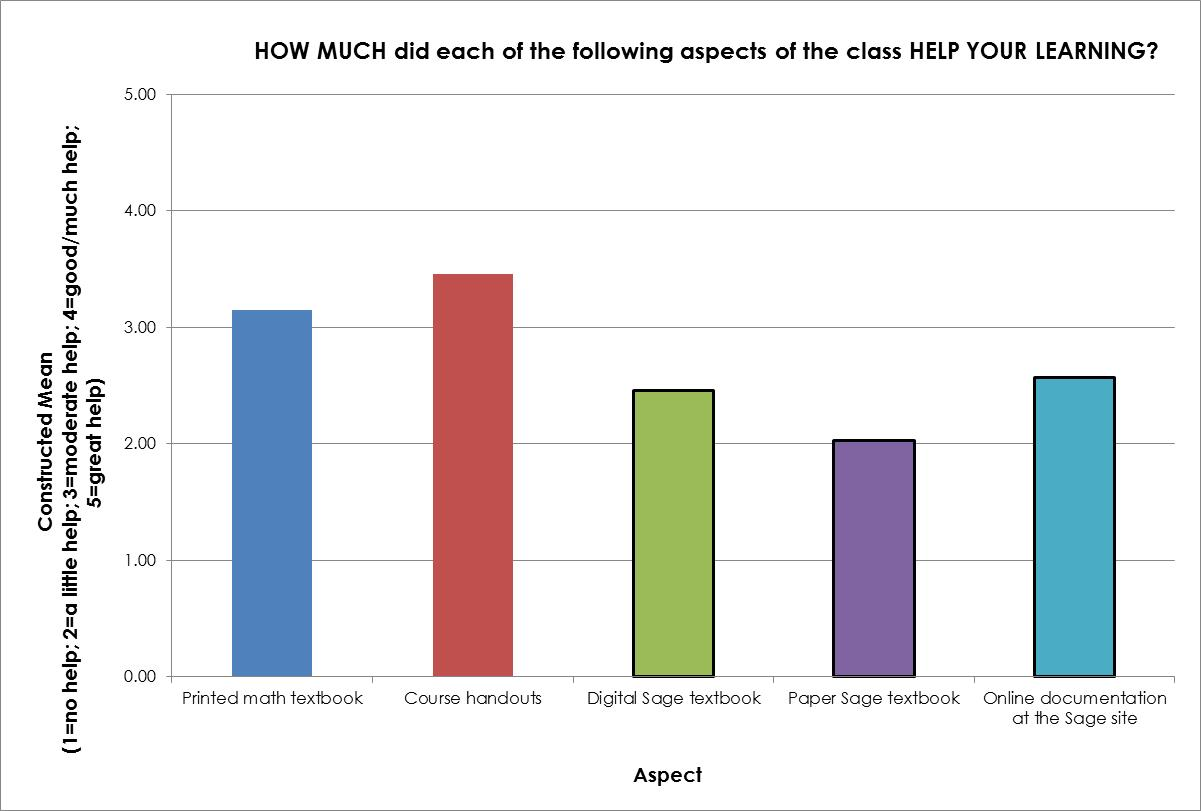 HOW MUCH did each of the following aspects of the class HELP YOUR LEARNING?
Constructed Mean
(1=no help; 2=a little help; 3=moderate help; 4=good/much help;
5=great help)
5.00
4.00
3.00
2.00
1.00
0.00
Printed math textbook
Course handouts
Digital Sage textbook
Paper Sage textbook
Online documentation
at the Sage site
Aspect